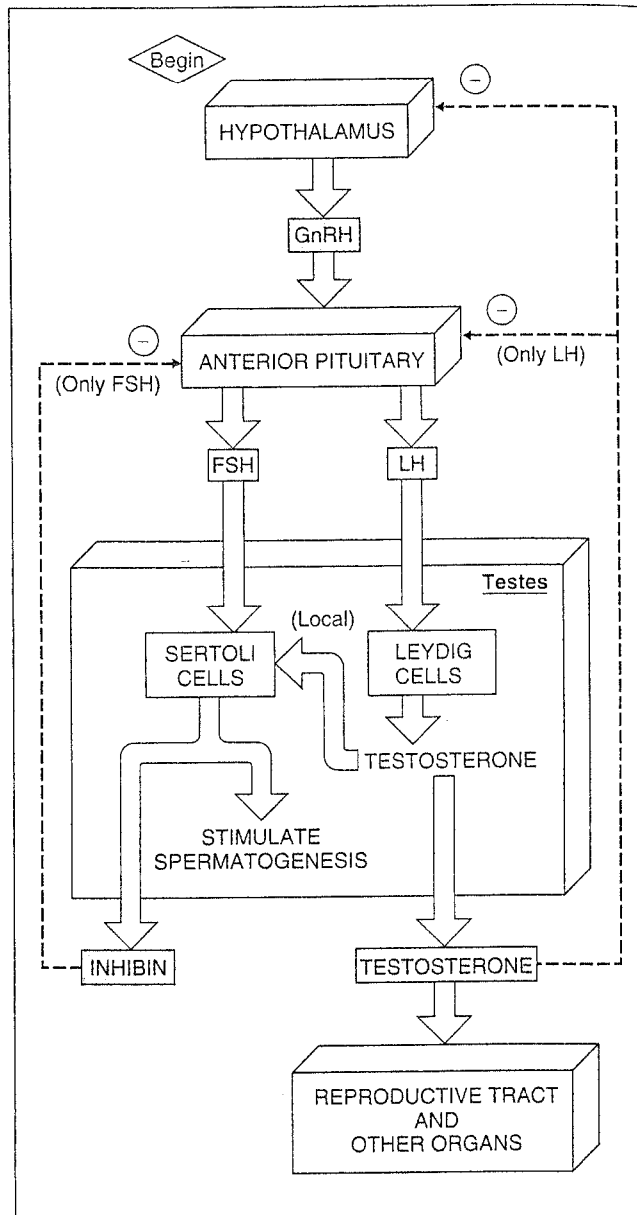 Begin
−
HYPOTHALAMUS
GnRH
−
−
ANTERIOR PITUITARY
(Only FSH)
(Only LH)
FSH
LH
Testes
(Local)
SERTOLI
CELLS
LEYDIG
CELLS
TESTOSTERONE
STIMULATE
SPERMATOGENESIS
INHIBIN
TESTOSTERONE
REPRODUCTIVE TRACT
AND
OTHER ORGANS